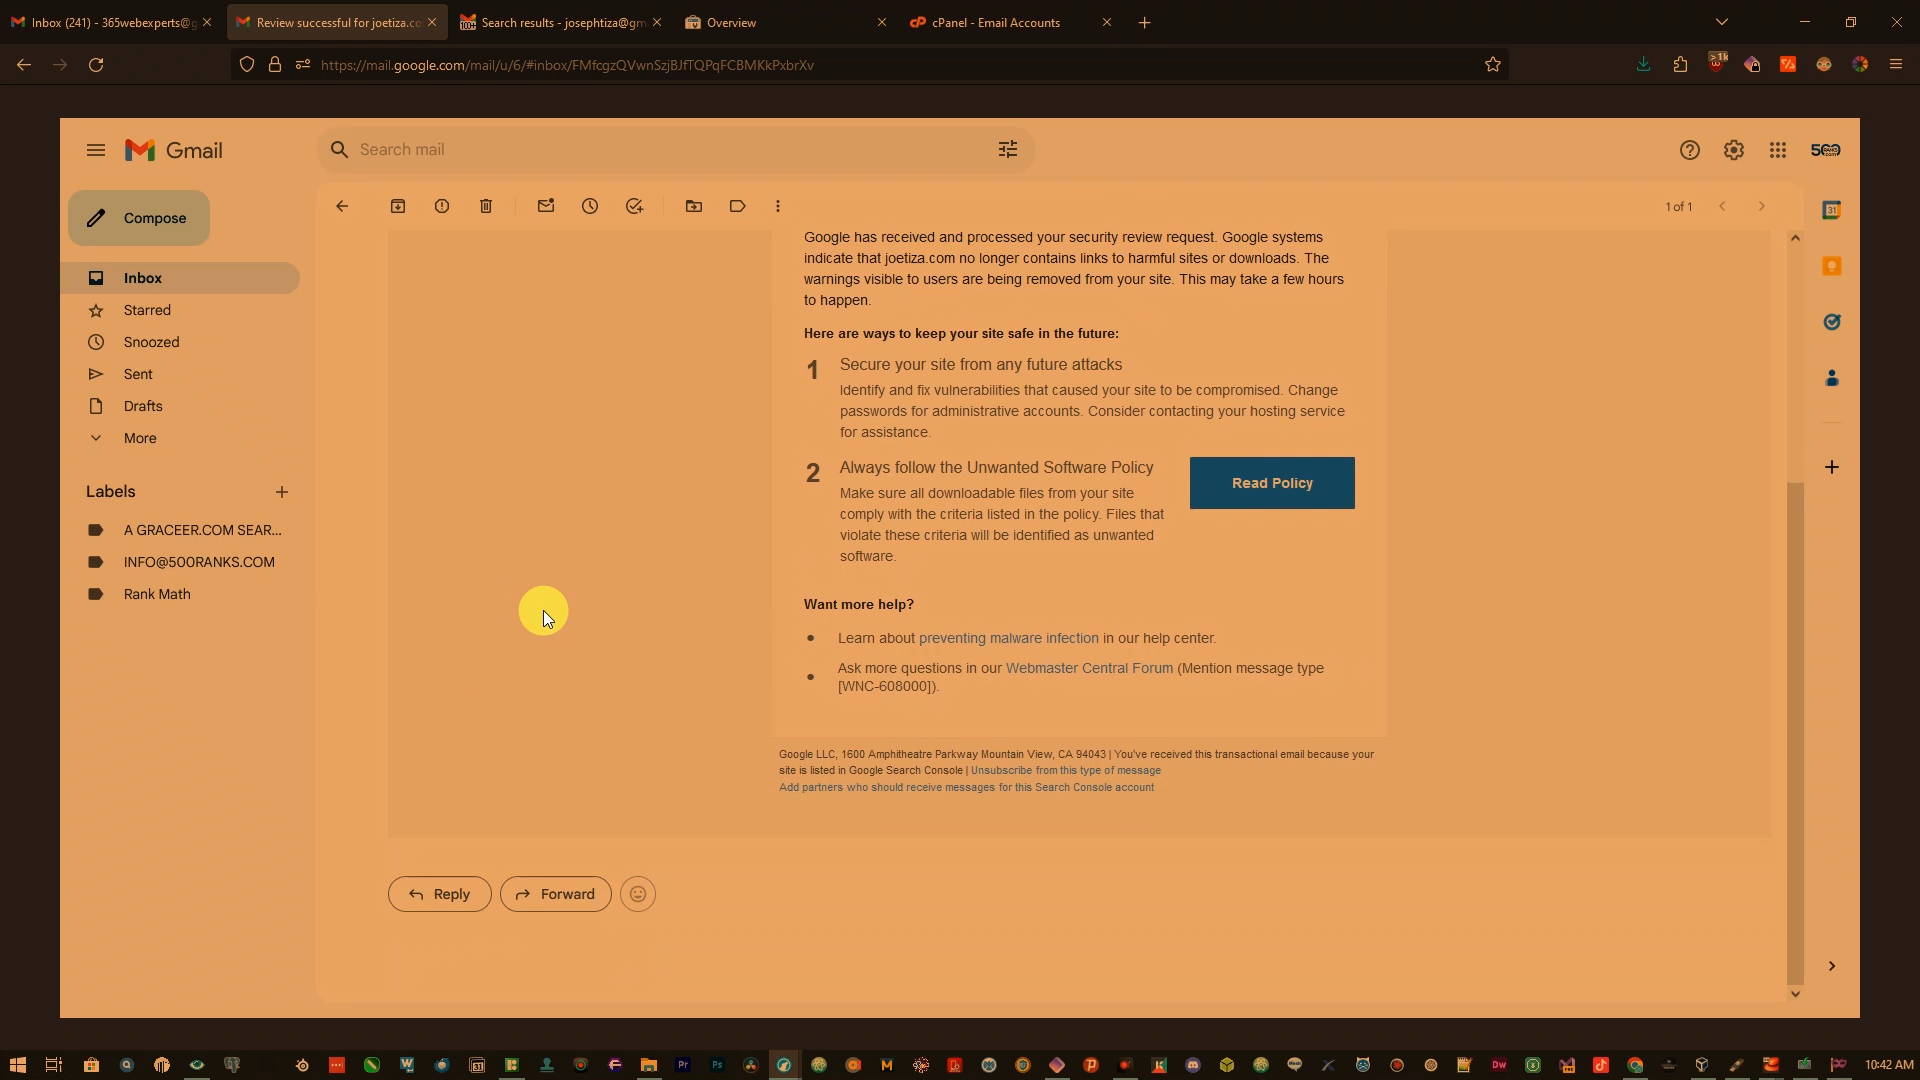 Inbox (241) - 365webexperts@g
Review successful for joetiza.co
Search results - josephtiza@gm
Overview
cPanel - Email Accounts
https://mail.google.com/mail/u/6/#inbox/FMfcgzQVwnSzjBJfTQPqFCBMKkPxbrXv
>1k
Gmail
Search mail
Compose
1 of 1
Inbox
Starred
Snoozed
Sent
Drafts
More
Labels
A GRACEER.COM SEAR...
INFO@500RANKS.COM
Rank Math
Google has received and processed your security review request. Google systems
indicate that joetiza.com no longer contains links to harmful sites or downloads. The
warnings visible to users are being removed from your site. This may take a few hours
to happen.
Here are ways to keep your site safe in the future:
1 Secure your site from any future attacks
Identify and fix vulnerabilities that caused your site to be compromised. Change
passwords for administrative accounts. Consider contacting your hosting service
for assistance.
2 Always follow the Unwanted Software Policy
Make sure all downloadable files from your site
comply with the criteria listed in the policy. Files that
violate these criteria will be identified as unwanted
software.
Read Policy
Want more help?
• Learn about preventing malware infection in our help center.
• Ask more questions in our Webmaster Central Forum (Mention message type
[WNC-608000]).
Google LLC, 1600 Amphitheatre Parkway Mountain View, CA 94043 | You've received this transactional email because your
site is listed in Google Search Console | Unsubscribe from this type of message
Add partners who should receive messages for this Search Console account
Reply
Forward
31
Pr
Ps
Dw
10:42 AM